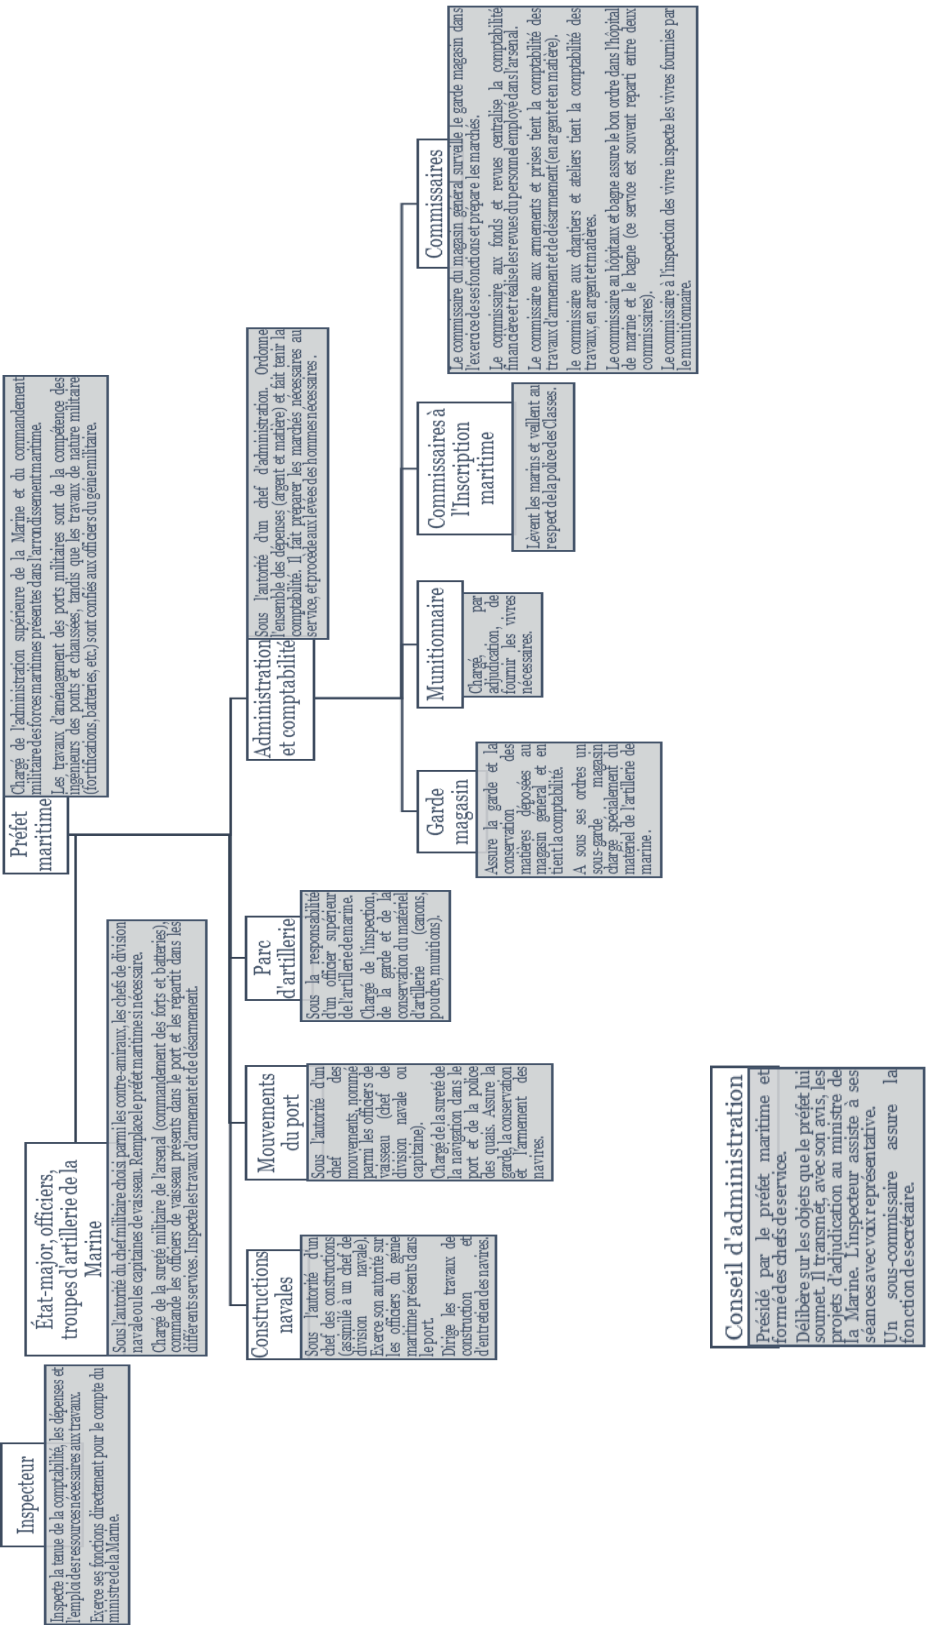 Inspecteur
Inspecte la tenue de la comptabilité, les dépenses et
l'emploi des ressources nécessaires aux travaux.
Exerce ses fonctions directement pour le compte du
ministre de la Marine.
État-major, officiers,
troupes d'artillerie de la
Marine
Sous l'autorité du chef militaire choisi parmi les contre-amiraux, les chefs de division
navale ou les capitaines de vaisseau. Remplace le préfet maritime si nécessaire.
Chargé de la sureté militaire de l'arsenal (commandement des forts et batteries),
commande les officiers de vaisseau présents dans le port et les répartit dans les
différents services. Inspecte les travaux d'armement et de désarmement.
Préfet
maritime
Chargé de l'administration supérieure de la Marine et du commandement
militaire des forces maritimes présentes dans l'arrondissement maritime.
Les travaux d'aménagement des ports militaires sont de la compétence des
ingénieurs des ponts et chaussées, tandis que les travaux de nature militaire
(fortifications, batteries, etc.) sont confiés aux officiers du génie militaire.
Constructions
navales
Sous l'autorité d'un
chef des constructions
(assimilé à un chef de
division navale).
Exerce son autorité sur
les officiers du génie
maritime présents dans
le port.
Dirige les travaux de
construction et
d'entretien des navires.
Mouvements
du port
Sous l'autorité d'un
chef des
mouvements, nommé
parmi les officiers de
vaisseau (chef de
division navale ou
capitaine).
Chargé de la sureté de
la navigation dans le
port et de la police
des quais. Assure la
garde, la conservation
et l'armement des
navires.
Parc
d'artillerie
Sous la responsabilité
d'un officier supérieur
de l'artillerie de marine.
Chargé de l'inspection,
de la garde et de la
conservation du matériel
d'artillerie (canons,
poudre, munitions).
Administration
et comptabilité
Sous l'autorité d'un chef d'administration. Ordonne
l'ensemble des dépenses (argent et matière) et fait tenir la
comptabilité. Il fait préparer les marchés nécessaires au
service, et procède aux levées des hommes nécessaires .
Garde
magasin
Assure la garde et la
conservation des
matières déposées au
magasin général et en
tient la comptabilité.
A sous ses ordres un
sous-garde magasin
chargé spécialement du
matériel de l'artillerie de
marine .
Munitionnaire
Chargé, par
adjudication, de
fournir les vivres
nécessaires.
Commissaires à
l'Inscription
maritime
Lèvent les marins et veillent au
respect de la police des Classes.
Commissaires
Le commissaire du magasin général surveille le garde magasin dans
l'exercice de ses fonctions et prépare les marchés.
Le commissaire aux fonds et revues centralise la comptabilité
financière et réalise les revues du personnel employé dans l'arsenal.
Le commissaire aux armements et prises tient la comptabilité des
travaux d'armement et de désarmement (en argent et en matière).
le commissaire aux chantiers et ateliers tient la comptabilité des
travaux, en argent et matières.
Le commissaire au hôpitaux et bagne assure le bon ordre dans l'hôpital
de marine et le bagne (ce service est souvent reparti entre deux
commissaires).
Le commissaire à l'inspection des vivre inspecte les vivres fournies par
le munitionnaire.
Conseil d'administration
Présidé par le préfet maritime et
formé des chefs de service.
Délibère sur les objets que le préfet lui
soumet. Il transmet, avec son avis, les
projets d'adjudication au ministre de
la Marine. L'inspecteur assiste à ses
séances avec voix représentative.
Un sous-commissaire assure la
fonction de secrétaire.